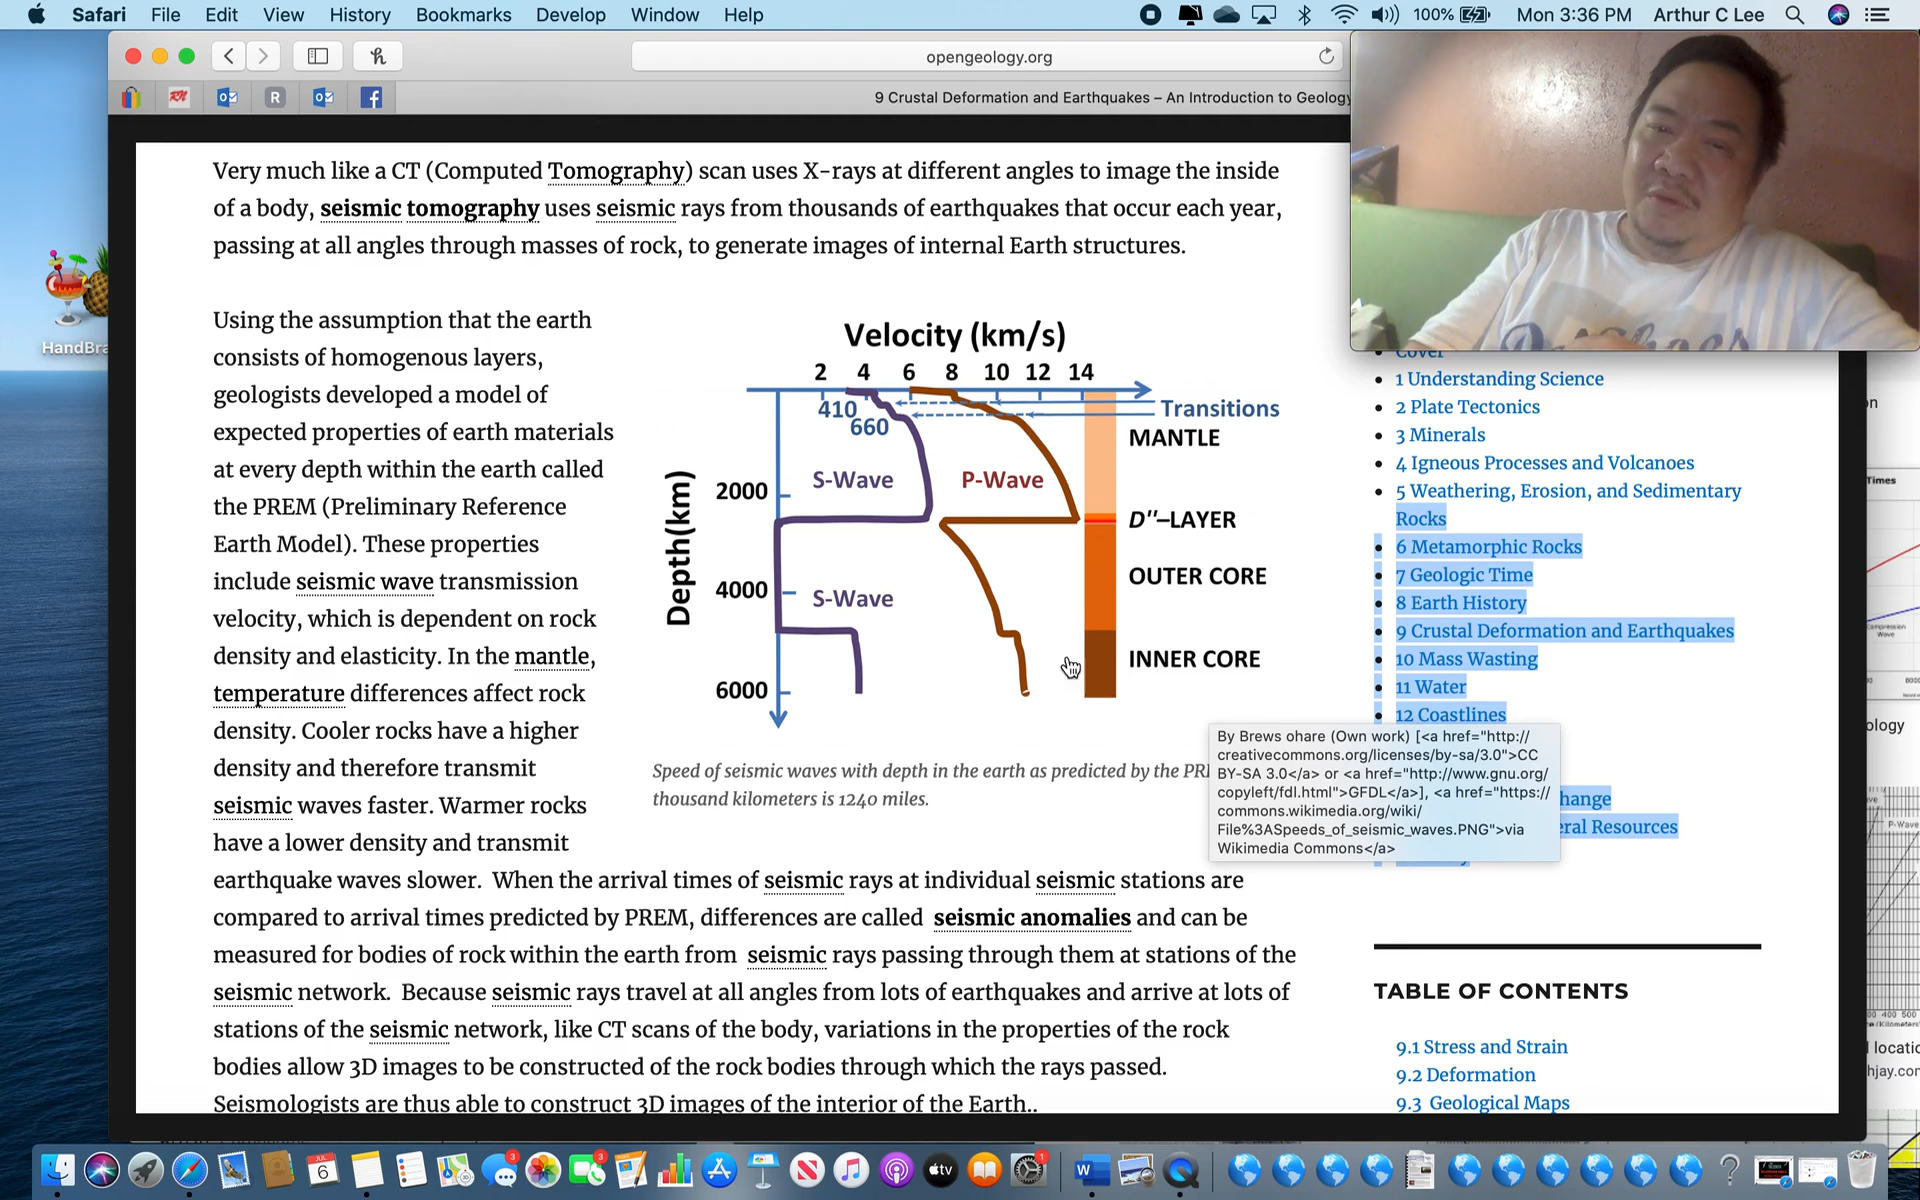 Safari File Edit View History Bookmarks Develop Window Help
100% Mon 3:36 PM Arthur C Lee
opengeology.org
9 Crustal Deformation and Earthquakes – An Introduction to Geology
HandBra
Very much like a CT (Computed Tomography) scan uses X-rays at different angles to image the inside
of a body, seismic tomography uses seismic rays from thousands of earthquakes that occur each year,
passing at all angles through masses of rock, to generate images of internal Earth structures.
Using the assumption that the earth
consists of homogenous layers,
geologists developed a model of
expected properties of earth materials
at every depth within the earth called
the PREM (Preliminary Reference
Earth Model). These properties
include seismic wave transmission
velocity, which is dependent on rock
density and elasticity. In the mantle,
temperature differences affect rock
density. Cooler rocks have a higher
density and therefore transmit
seismic waves faster. Warmer rocks
have a lower density and transmit
earthquake waves slower. When the arrival times of seismic rays at individual seismic stations are
compared to arrival times predicted by PREM, differences are called seismic anomalies and can be
measured for bodies of rock within the earth from seismic rays passing through them at stations of the
seismic network. Because seismic rays travel at all angles from lots of earthquakes and arrive at lots of
stations of the seismic network, like CT scans of the body, variations in the properties of the rock
bodies allow 3D images to be constructed of the rock bodies through which the rays passed.
Seismologists are thus able to construct 3D images of the interior of the Earth..
Velocity (km/s)
2 4 6 8 10 12 14
410
660
Transitions
MANTLE
Depth(km)
2000
S-Wave
P-Wave
D"–LAYER
OUTER CORE
4000
S-Wave
INNER CORE
6000
Speed of seismic waves with depth in the earth as predicted by the PR
thousand kilometers is 1240 miles.
By Brews ohare (Own work) [<a href="http://
creativecommons.org/licenses/by-sa/3.0">CC
BY-SA 3.0</a> or <a href="http://www.gnu.org/
copyleft/fdl.html">GFDL</a>], <a href="https://
commons.wikimedia.org/wiki/
File%3ASpeeds_of_seismic_waves.PNG">via
Wikimedia Commons</a>
Cover
1 Understanding Science
2 Plate Tectonics
3 Minerals
4 Igneous Processes and Volcanoes
5 Weathering, Erosion, and Sedimentary
Rocks
6 Metamorphic Rocks
7 Geologic Time
8 Earth History
9 Crustal Deformation and Earthquakes
10 Mass Wasting
11 Water
12 Coastlines
hange
eral Resources
TABLE OF CONTENTS
9.1 Stress and Strain
9.2 Deformation
9.3 Geological Maps
on
Times
ology
P-Wave
400 500
locatio
hjay.com
JUL
6
3
3
tv
1
W